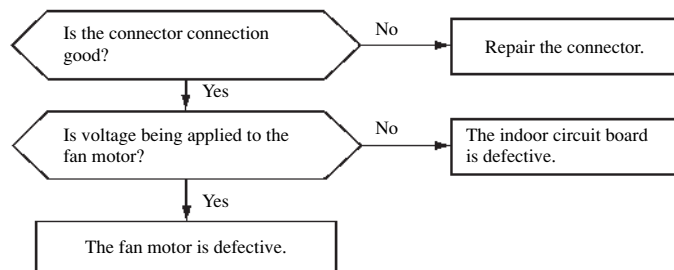 Is the connector connection
good?
No
Repair the connector.
Yes
Is voltage being applied to the
fan motor?
No
The indoor circuit board
is defective.
Yes
The fan motor is defective.